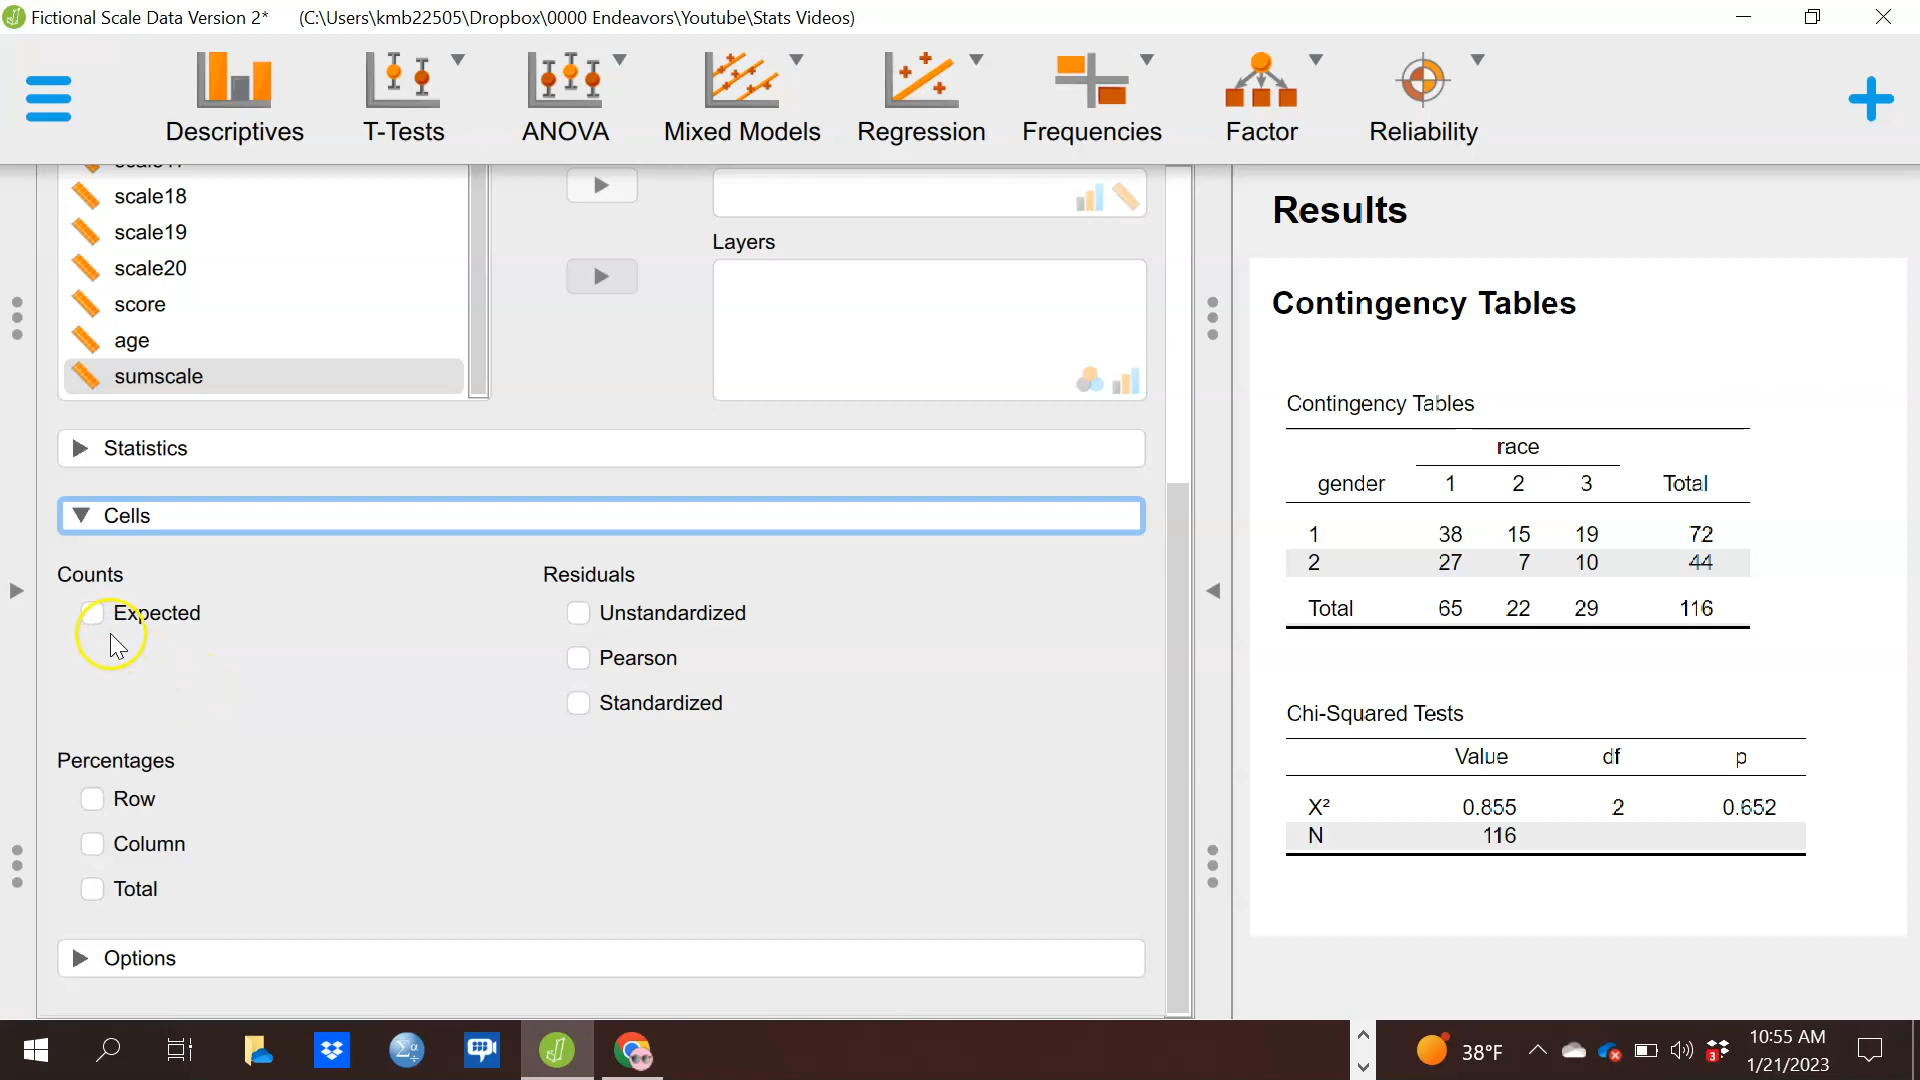 Fictional Scale Data Version 2* (C:\Users\kmb22505\Dropbox\0000 Endeavors\Youtube\Stats Videos)
Descriptives T-Tests ANOVA Mixed Models Regression Frequencies Factor Reliability
scale18
scale19
scale20
score
age
sumscale
Layers
Statistics
Cells
Counts
Expected
Residuals
Unstandardized
Pearson
Standardized
Percentages
Row
Column
Total
Options
Results
Contingency Tables
Contingency Tables
race
gender 1 2 3 Total
1 38 15 19 72
2 27 7 10 44
Total 65 22 29 116
Chi-Squared Tests
Value df p
X² 0.855 2 0.652
N 116
38°F
3
10:55 AM
1/21/2023